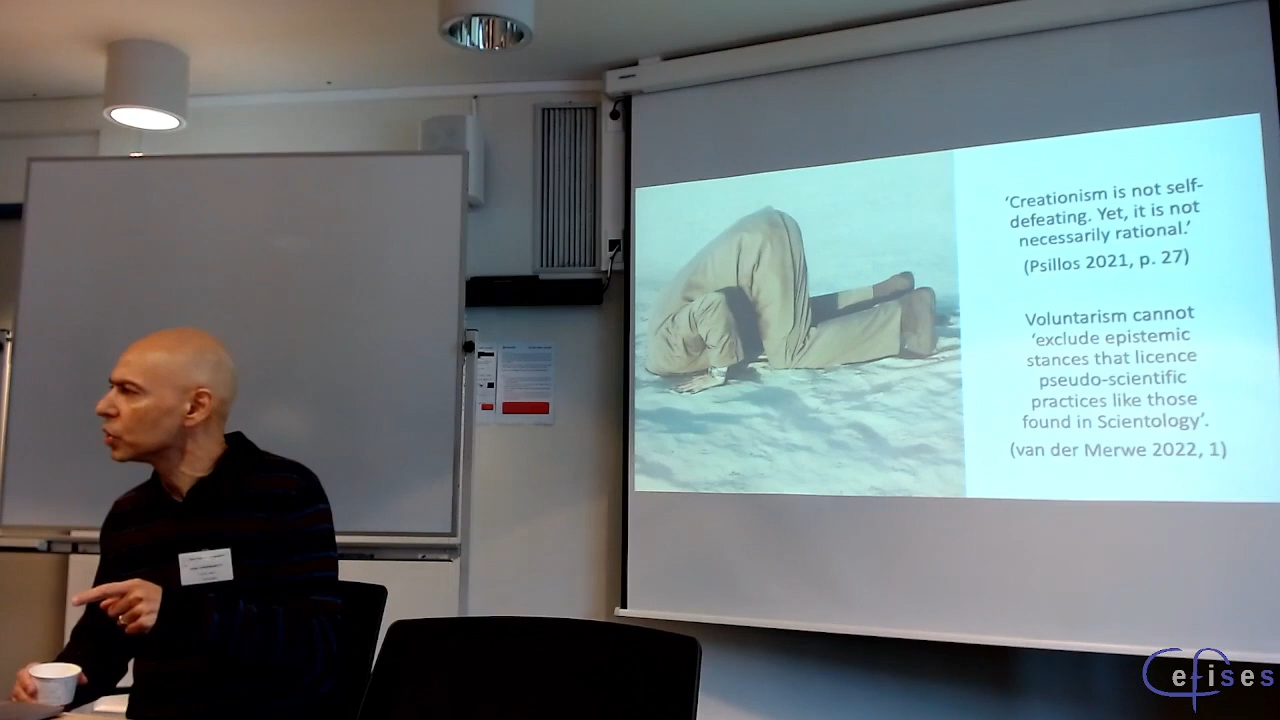 ‘Creationism is not self-
defeating. Yet, it is not
necessarily rational.’
(Psillos 2021, p. 27)
Voluntarism cannot
‘exclude epistemic
stances that licence
pseudo-scientific
practices like those
found in Scientology’.
(van der Merwe 2022, 1)
Cefises